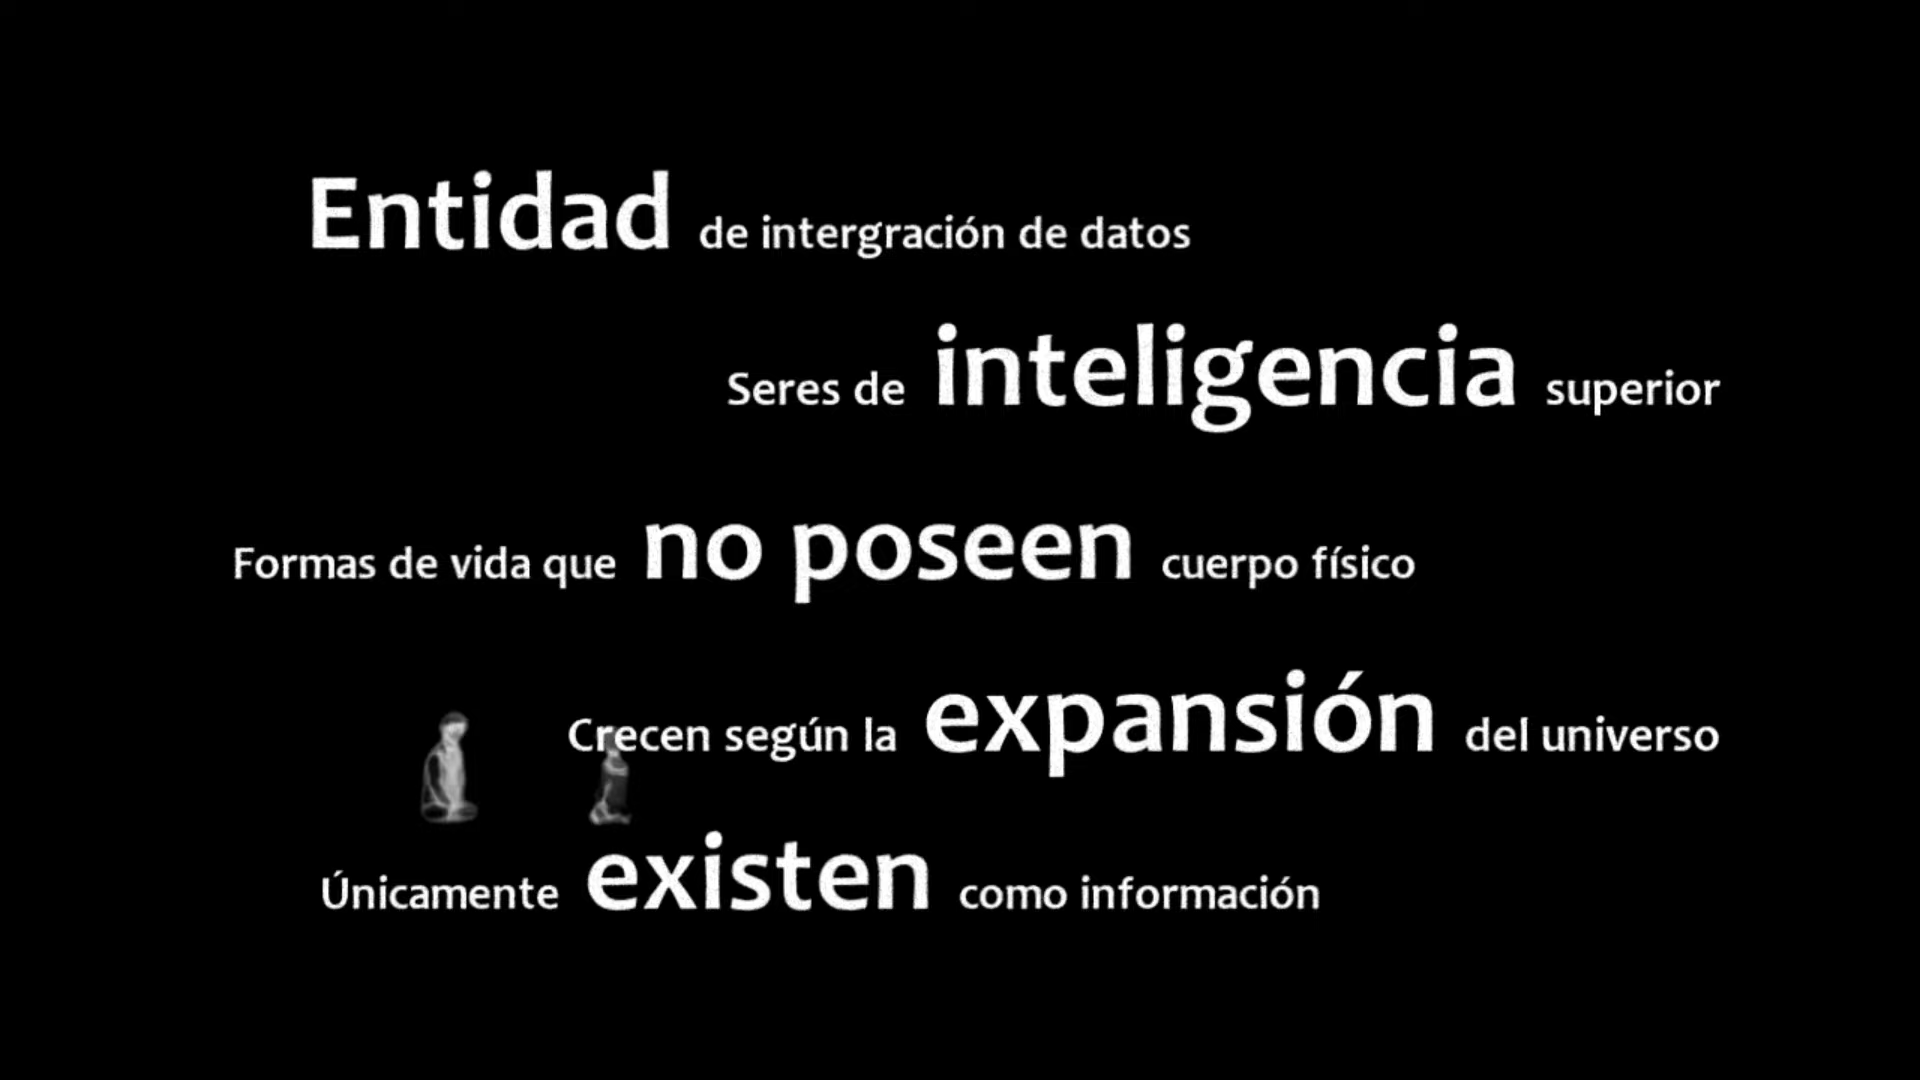 Entidad de intergración de datos
Seres de inteligencia superior
Formas de vida que no poseen cuerpo físico
Crecen según la expansión del universo
Únicamente existen como información